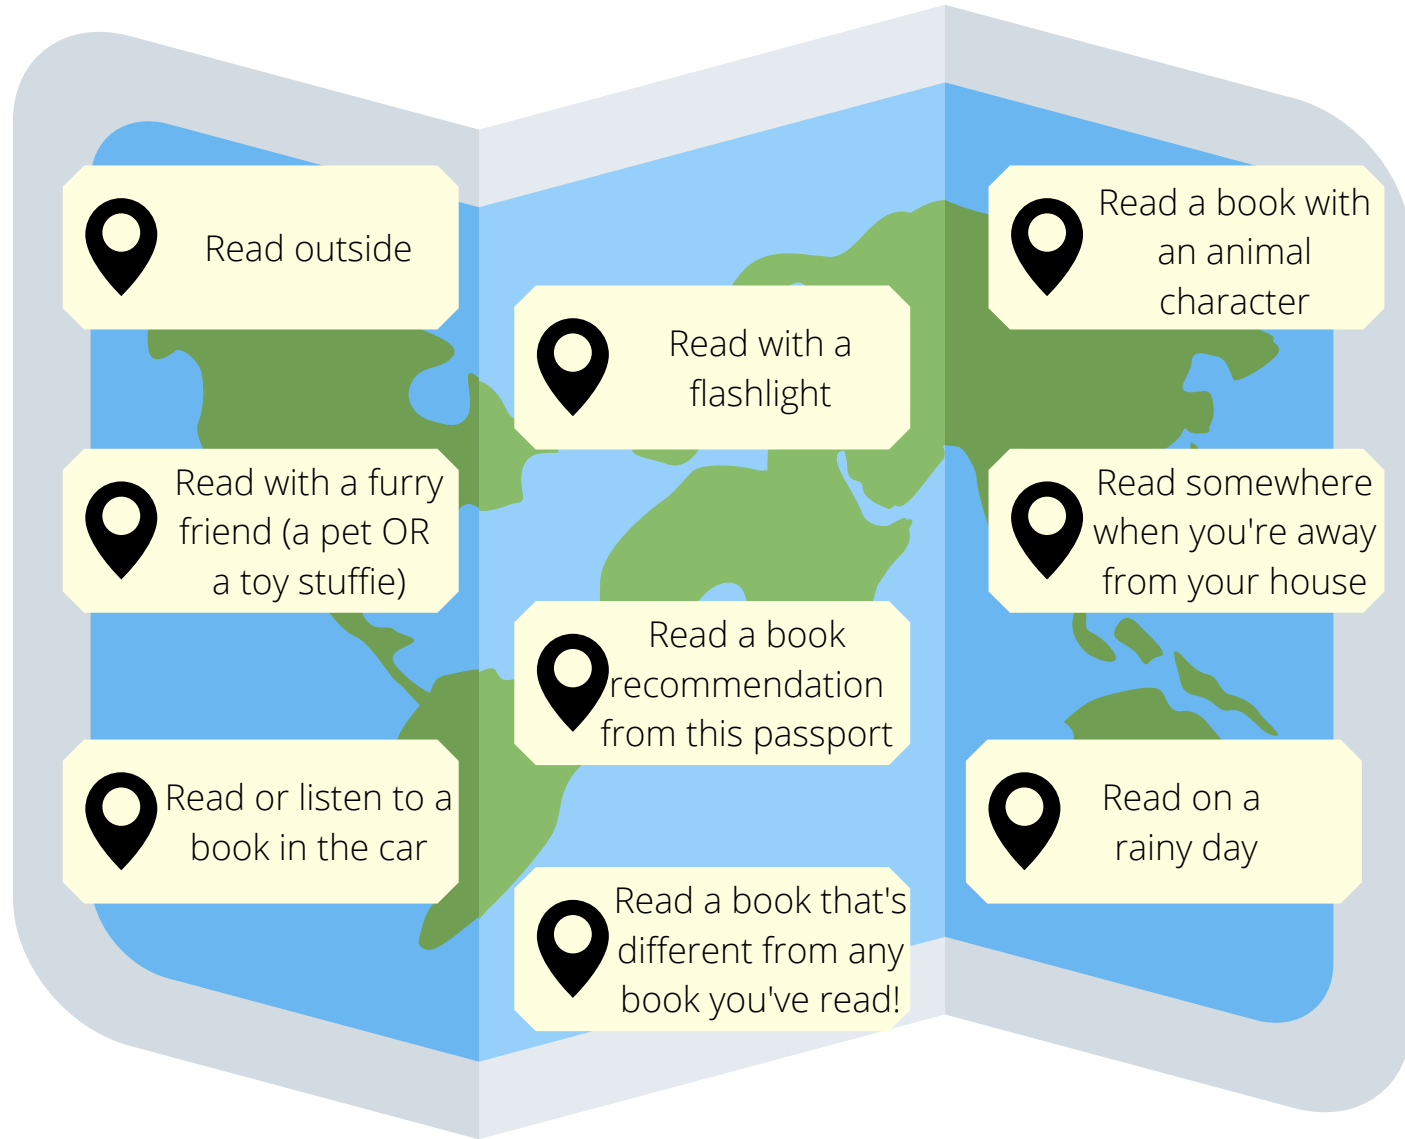 Read outside
Read with a furry
friend (a pet OR
a toy stuffie)
Read or listen to a
book in the car
Read with a
flashlight
Read a book
recommendation
from this passport
Read a book that's
different from any
book you've read!
Read a book with
an animal
character
Read somewhere
when you're away
from your house
Read on a
rainy day